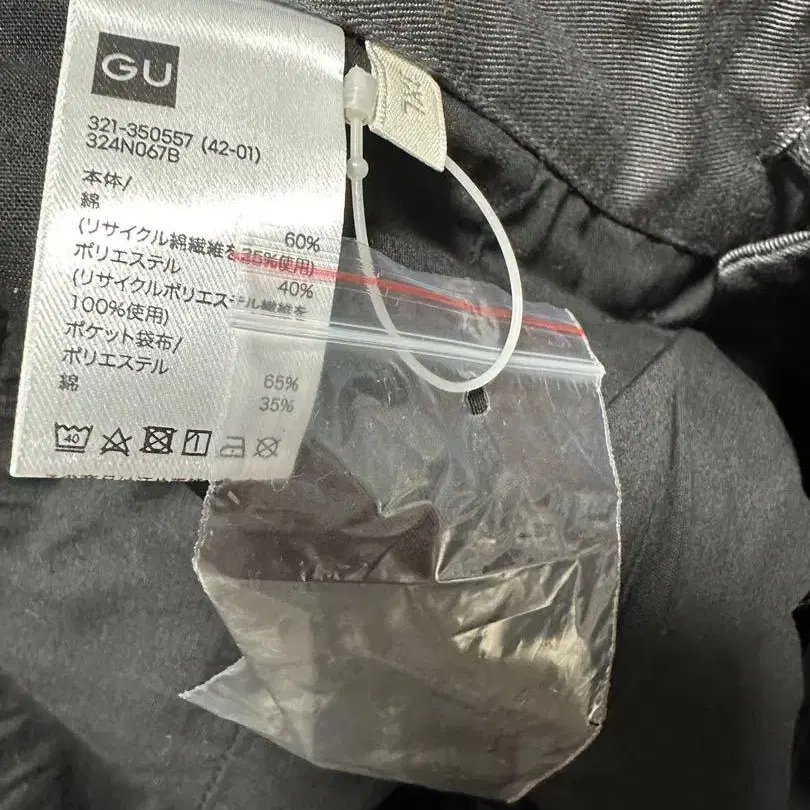 GU
321-350557 (42-01)
324N067B
本体/
綿 60%
(リサイクル綿繊維を25%使用)
ポリエステル 40%
(リサイクルポリエステル繊維を
100%使用)
ポケット袋布/
ポリエステル 65%
綿 35%
40